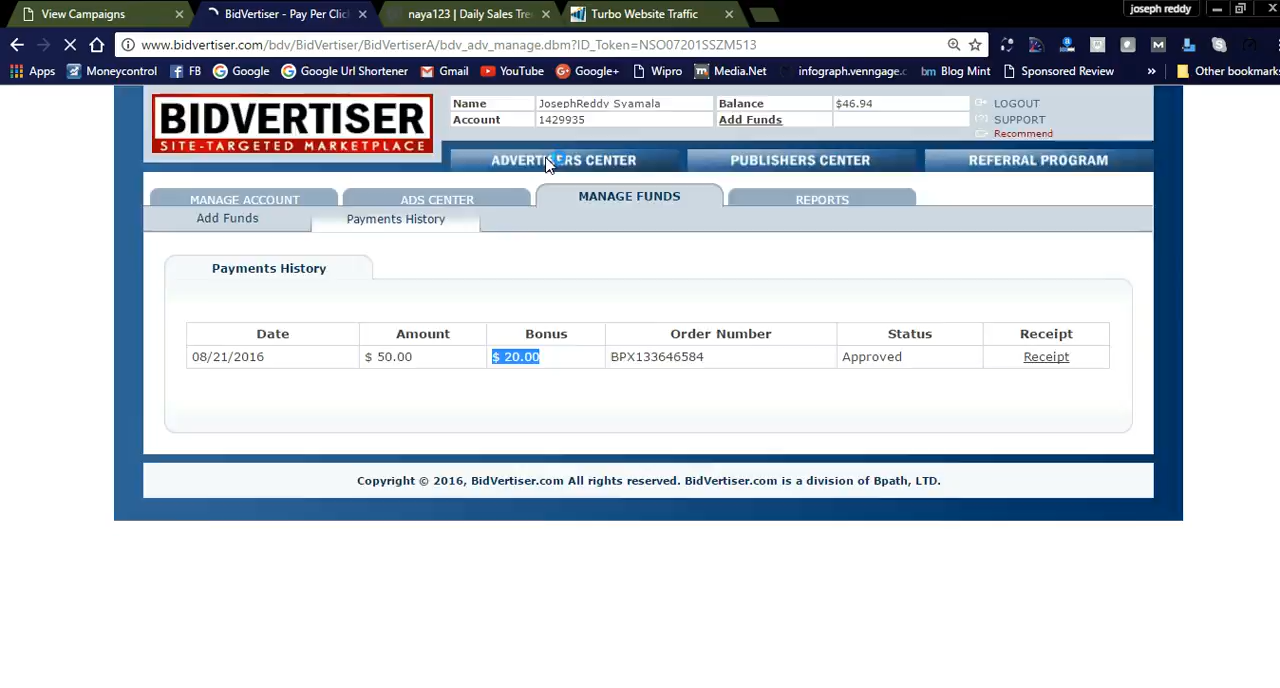 joseph reddy
View Campaigns
BidVertiser - Pay Per Clic
naya123 | Daily Sales Tre
Turbo Website Traffic
www.bidvertiser.com/bdv/BidVertiser/BidVertiserA/bdv_adv_manage.dbm?ID_Token=NSO07201SSZM513
Apps
Moneycontrol
FB
Google
Google Url Shortener
Gmail
YouTube
Google+
Wipro
Media.Net
infograph.venngage.c
Blog Mint
Sponsored Review
»
Other bookmarks
BIDVERTISER
SITE-TARGETED MARKETPLACE
Name JosephReddy Syamala Balance $46.94
Account 1429935 Add Funds
LOGOUT
SUPPORT
Recommend
ADVERTISERS CENTER PUBLISHERS CENTER REFERRAL PROGRAM
MANAGE ACCOUNT ADS CENTER MANAGE FUNDS REPORTS
Add Funds Payments History
Payments History
Date Amount Bonus Order Number Status Receipt
08/21/2016 $ 50.00 $ 20.00 BPX133646584 Approved Receipt
Copyright © 2016, BidVertiser.com All rights reserved. BidVertiser.com is a division of Bpath, LTD.